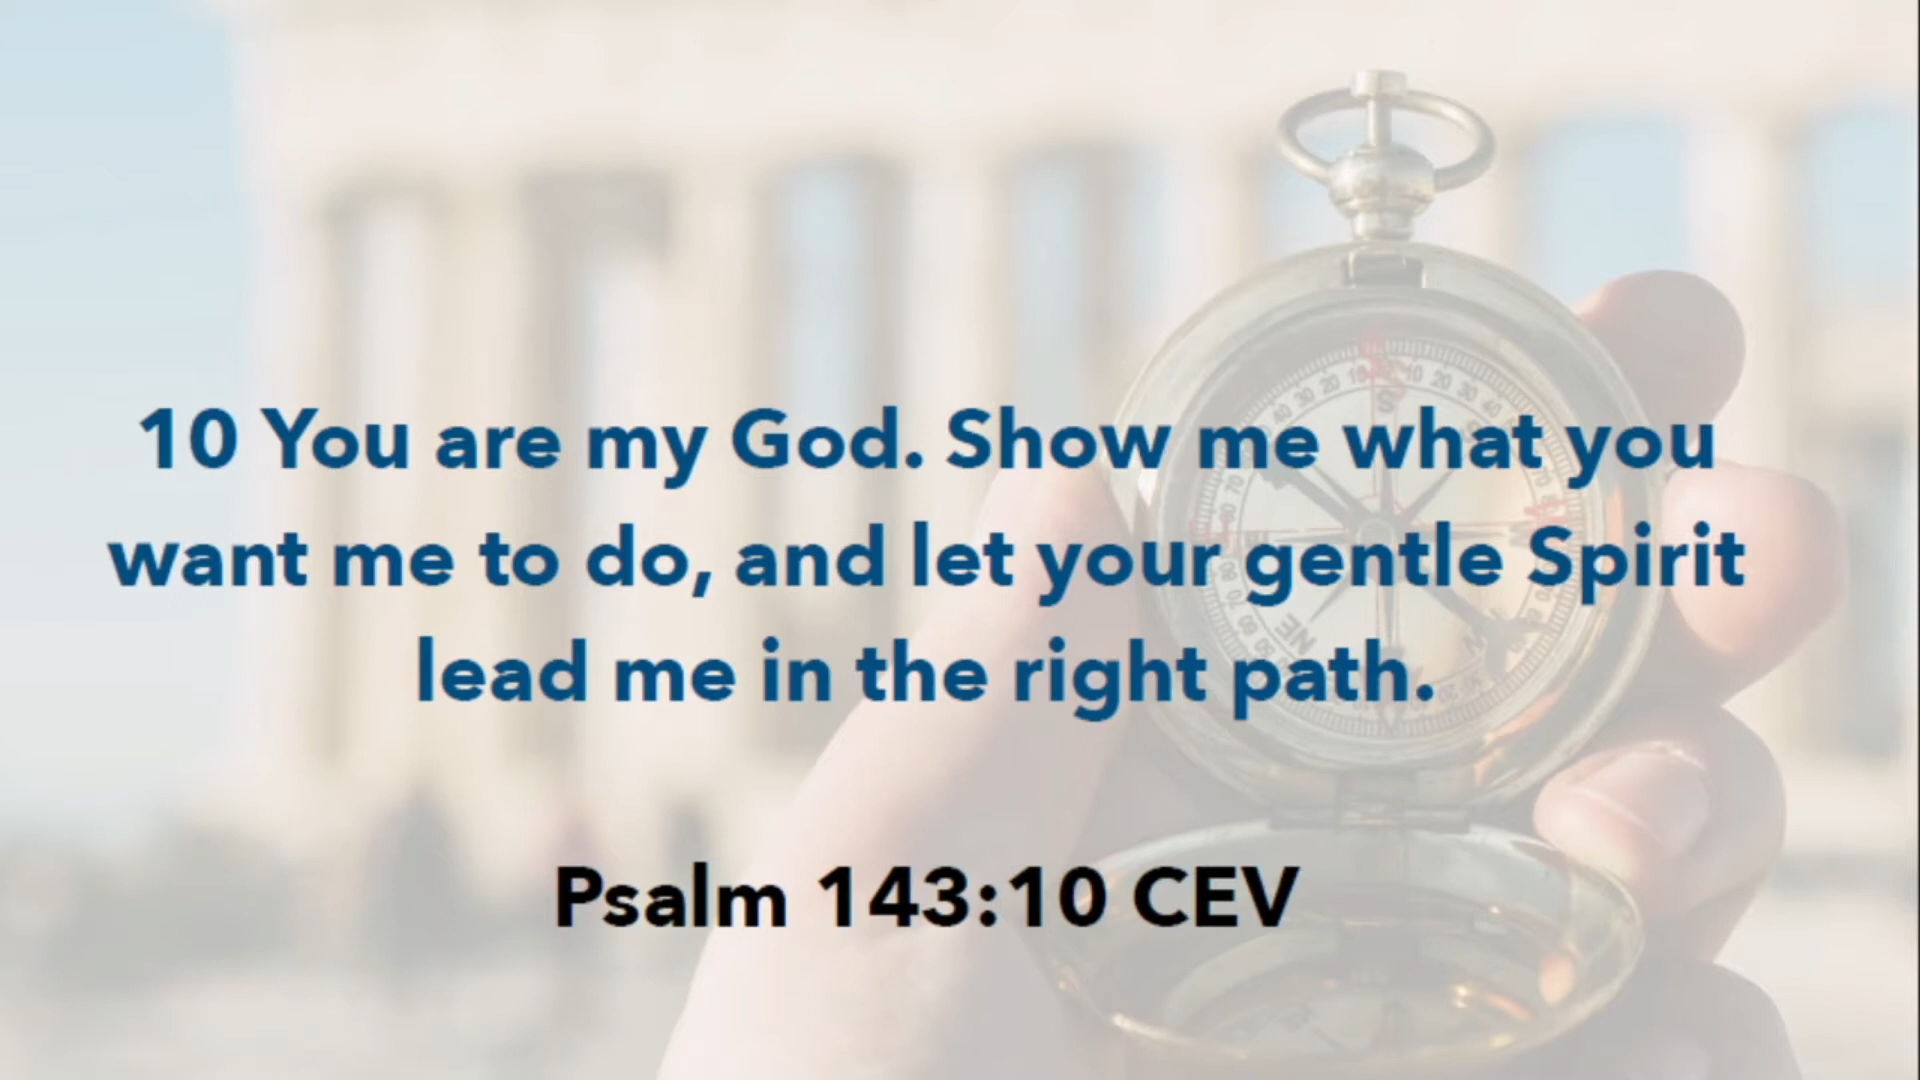 10 You are my God. Show me what you
want me to do, and let your gentle Spirit
lead me in the right path.
Psalm 143:10 CEV